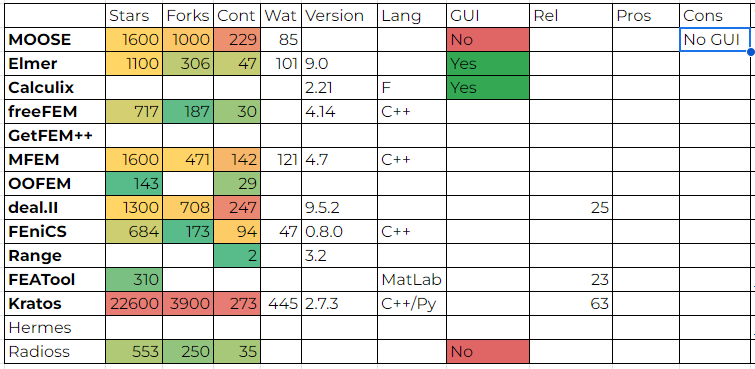 Stars Forks Cont Wat Version Lang GUI Rel Pros Cons
MOOSE 1600 1000 229 85 No No GUI
Elmer 1100 306 47 101 9.0 Yes
Calculix 2.21 F Yes
freeFEM 717 187 30 4.14 C++
GetFEM++
MFEM 1600 471 142 121 4.7 C++
OOFEM 143 29
deal.II 1300 708 247 9.5.2 25
FEniCS 684 173 94 47 0.8.0 C++
Range 2 3.2
FEATool 310 MatLab 23
Kratos 22600 3900 273 445 2.7.3 C++/Py 63
Hermes
Radioss 553 250 35 No